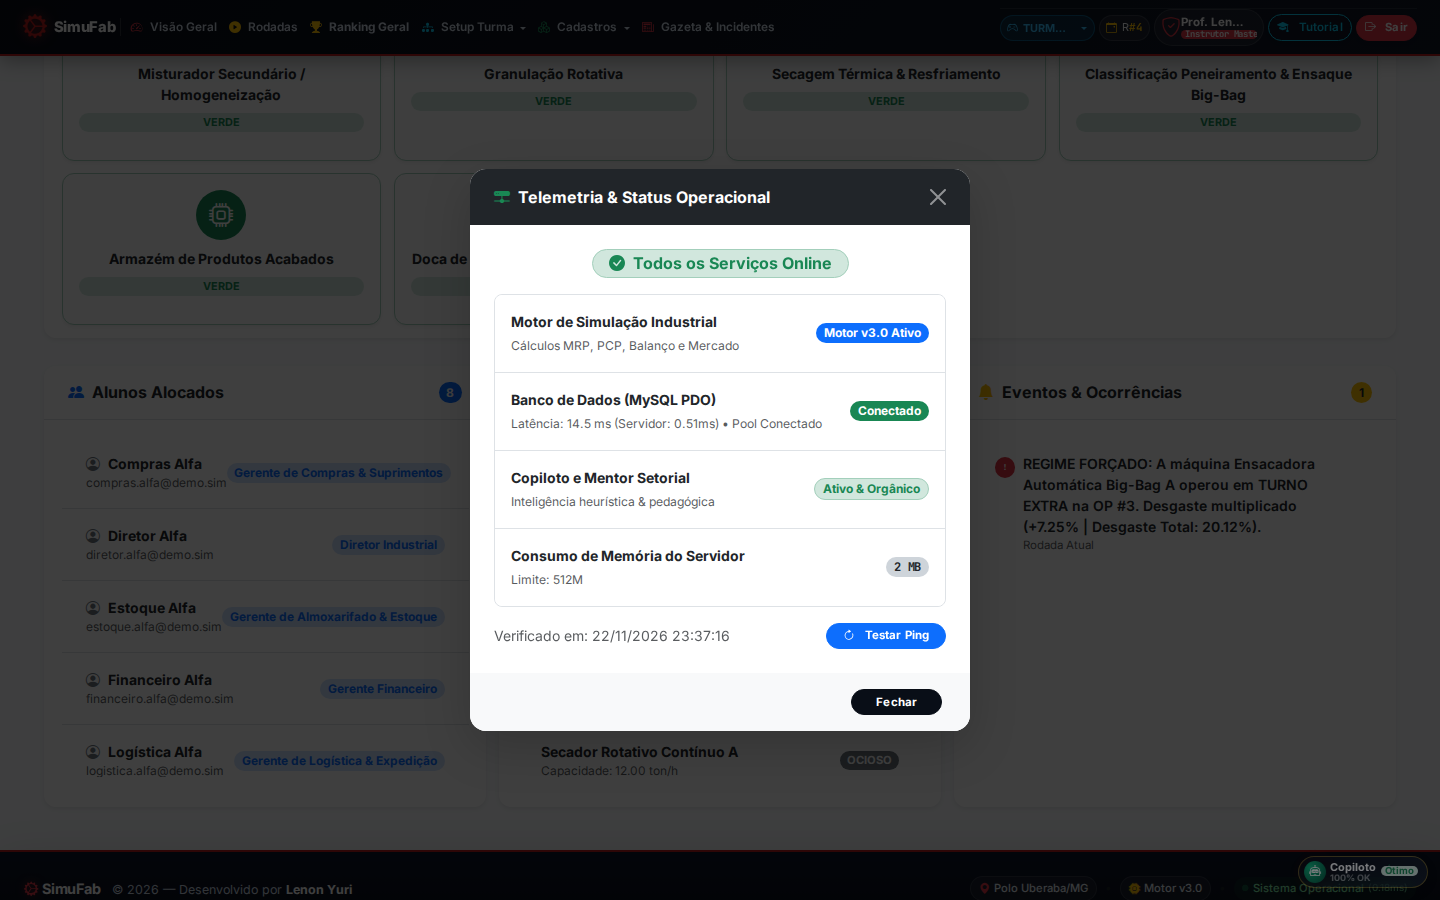 SimuFab Visão Geral Rodadas Ranking Geral Setup Turma Cadastros Gazeta & Incidentes TURM... R#4 Prof. Len... Tutorial Sair
Instrutor Maste
Misturador Secundário /
Homogeneização
VERDE
Granulação Rotativa
VERDE
Secagem Térmica & Resfriamento
VERDE
Classificação Peneiramento & Ensaque
Big-Bag
VERDE
Armazém de Produtos Acabados
VERDE
Doca de
Telemetria & Status Operacional
Todos os Serviços Online
Motor de Simulação Industrial
Cálculos MRP, PCP, Balanço e Mercado
Motor v3.0 Ativo
Banco de Dados (MySQL PDO)
Latência: 14.5 ms (Servidor: 0.51ms) • Pool Conectado
Conectado
Copiloto e Mentor Setorial
Inteligência heurística & pedagógica
Ativo & Orgânico
Consumo de Memória do Servidor
Limite: 512M
2 MB
Verificado em: 22/11/2026 23:37:16
Testar Ping
Fechar
Alunos Alocados 8
Compras Alfa
compras.alfa@demo.sim
Gerente de Compras & Suprimentos
Diretor Alfa
diretor.alfa@demo.sim
Diretor Industrial
Estoque Alfa
estoque.alfa@demo.sim
Gerente de Almoxarifado & Estoque
Financeiro Alfa
financeiro.alfa@demo.sim
Gerente Financeiro
Logística Alfa
logistica.alfa@demo.sim
Gerente de Logística & Expedição
Secador Rotativo Contínuo A
Capacidade: 12.00 ton/h
OCIOSO
Eventos & Ocorrências 1
REGIME FORÇADO: A máquina Ensacadora
Automática Big-Bag A operou em TURNO
EXTRA na OP #3. Desgaste multiplicado
(+7.25% | Desgaste Total: 20.12%).
Rodada Atual
SimuFab © 2026 — Desenvolvido por Lenon Yuri
Polo Uberaba/MG Motor v3.0 Sistema Operacional
Copiloto
100% OK
Ótimo